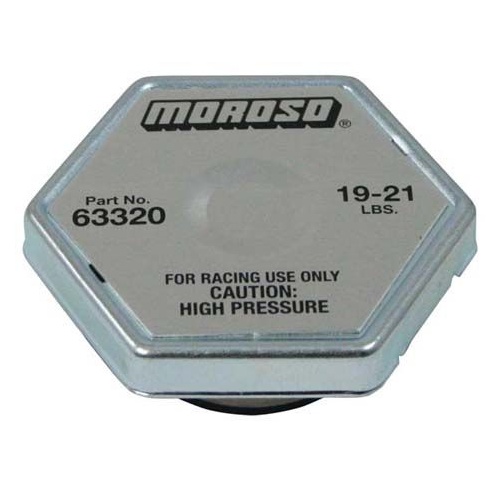 MOROSO®
Part No.
63320
19-21
LBS.
FOR RACING USE ONLY
CAUTION:
HIGH PRESSURE